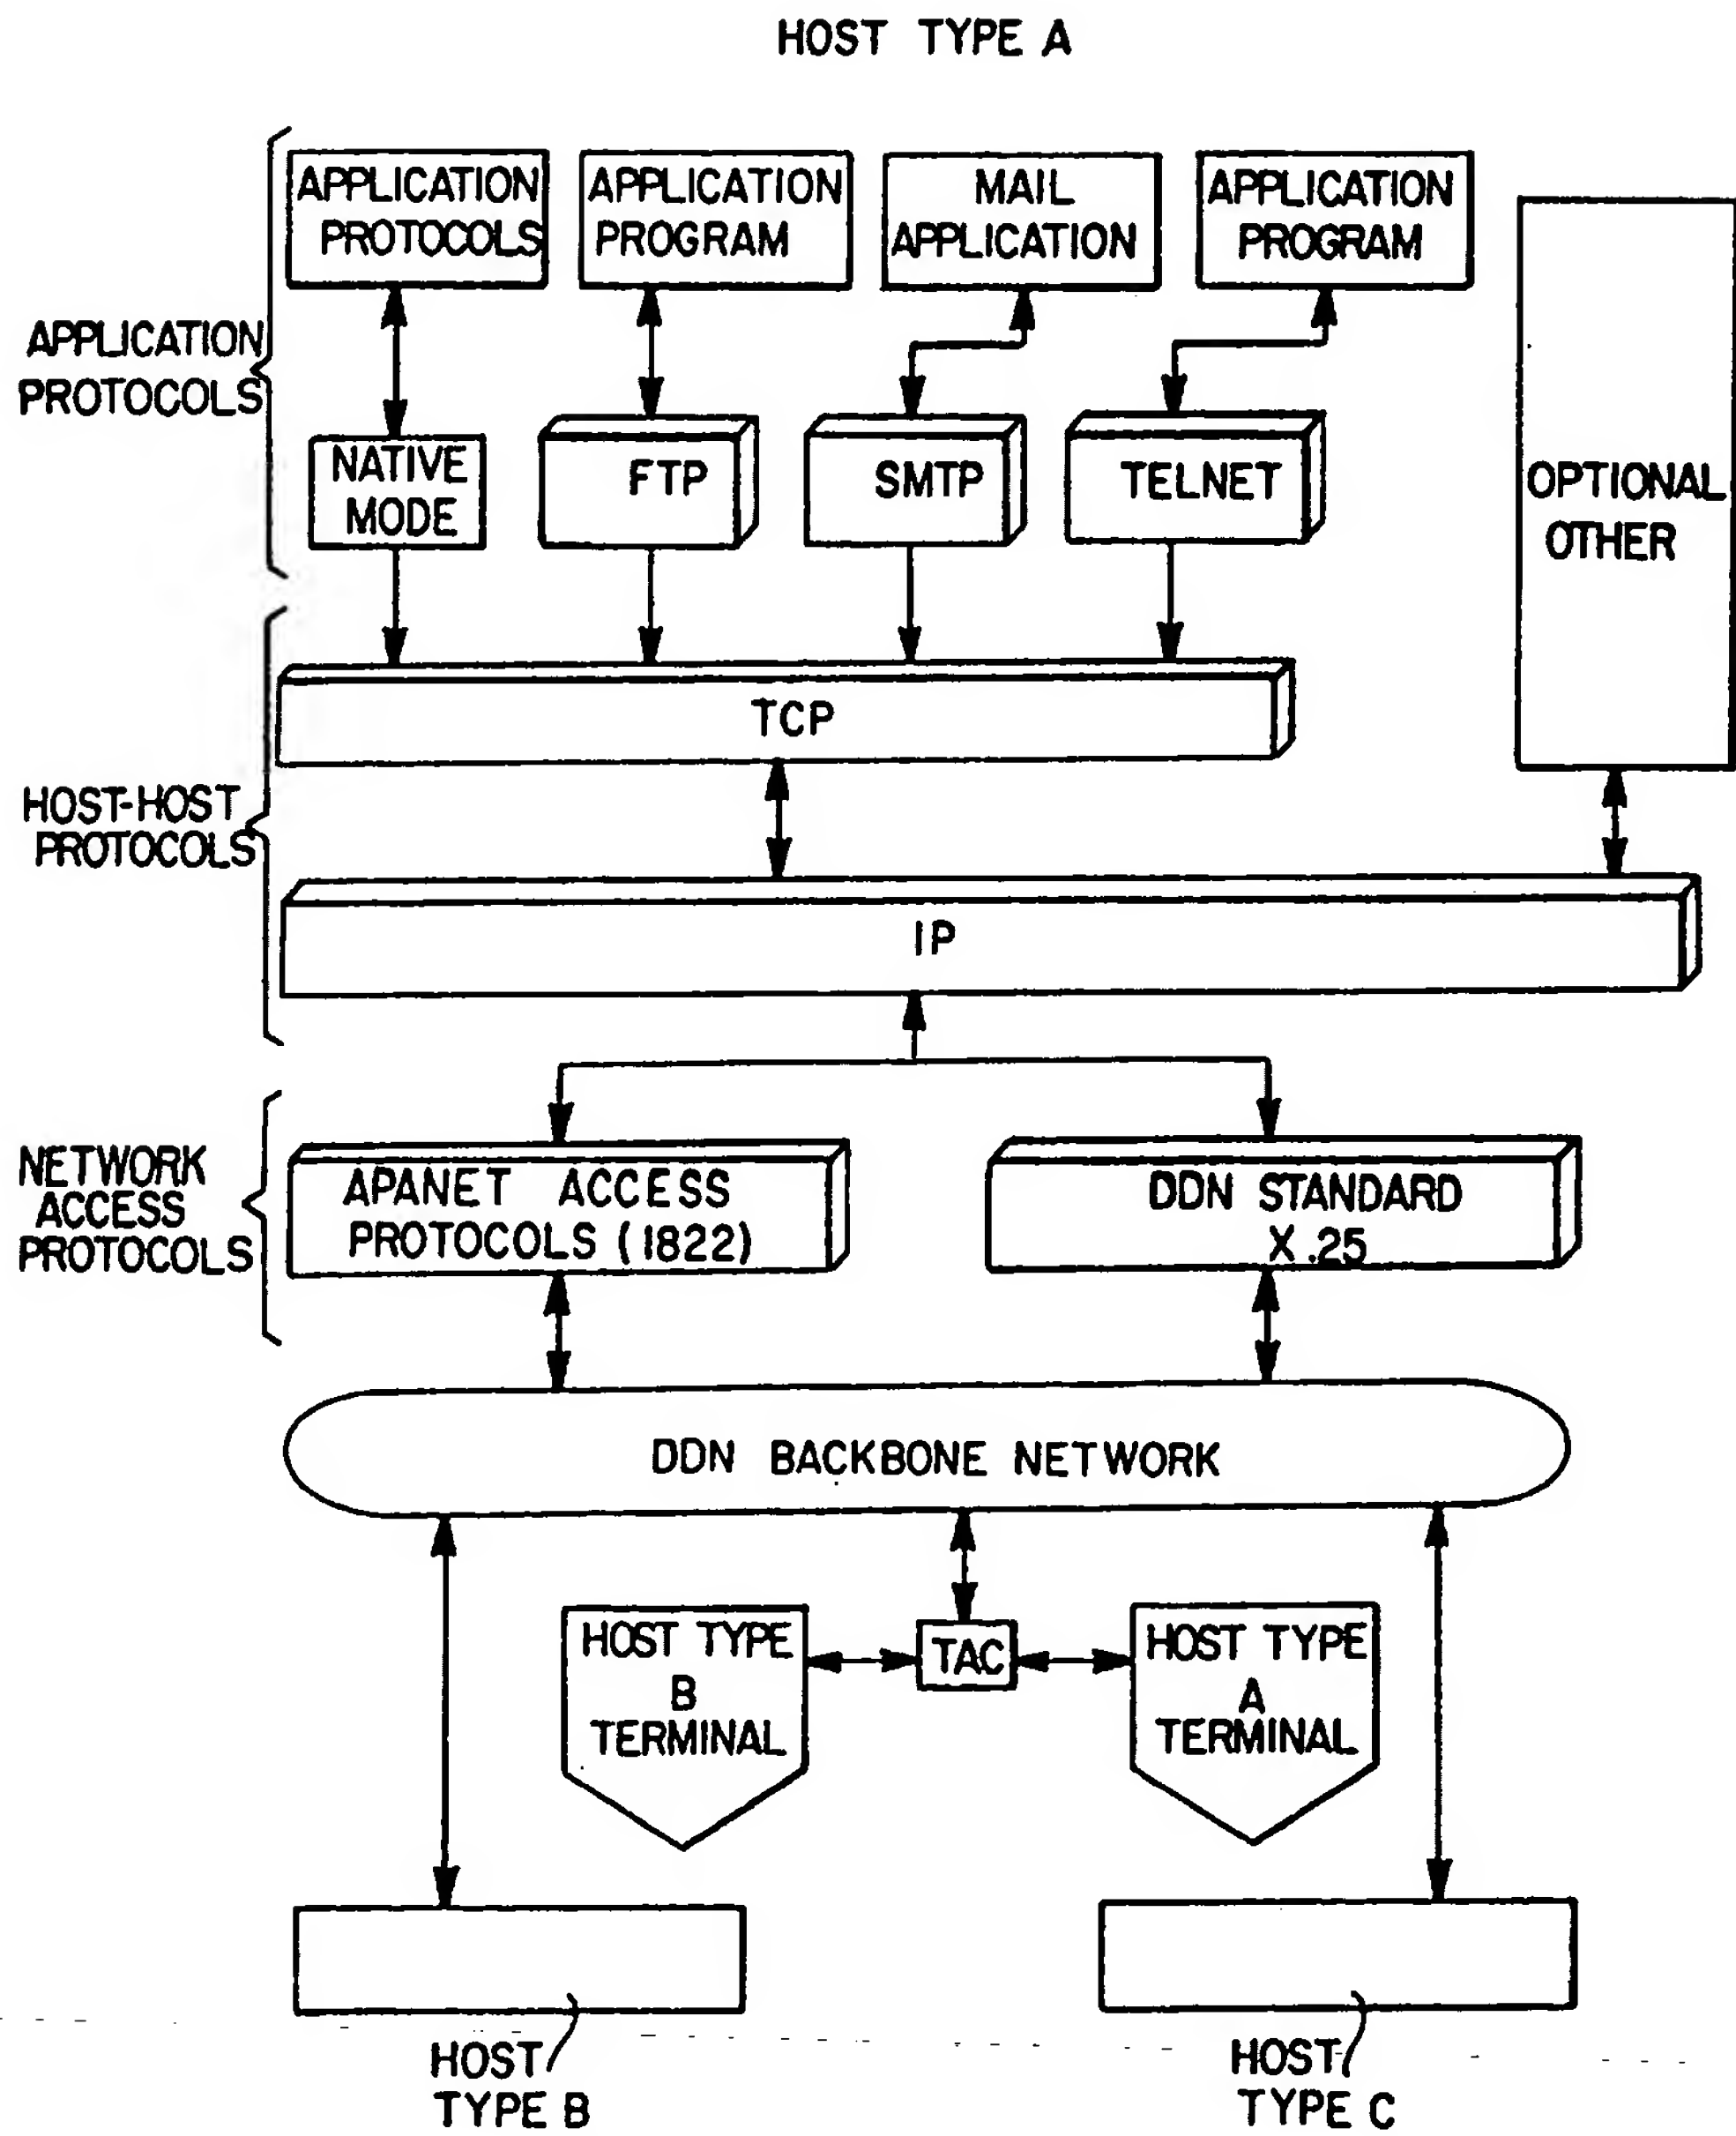 HOST TYPE A
APPLICATION
PROTOCOLS
APPLICATION
PROGRAM
MAIL
APPLICATION
APPLICATION
PROGRAM
APPLICATION
PROTOCOLS
NATIVE
MODE
FTP
SMTP
TELNET
OPTIONAL
OTHER
TCP
HOST-HOST
PROTOCOLS
IP
NETWORK
ACCESS
PROTOCOLS
APANET ACCESS
PROTOCOLS (1822)
DDN STANDARD
X.25
DDN BACKBONE NETWORK
HOST TYPE
B
TERMINAL
TAC
HOST TYPE
A
TERMINAL
HOST
TYPE B
HOST
TYPE C